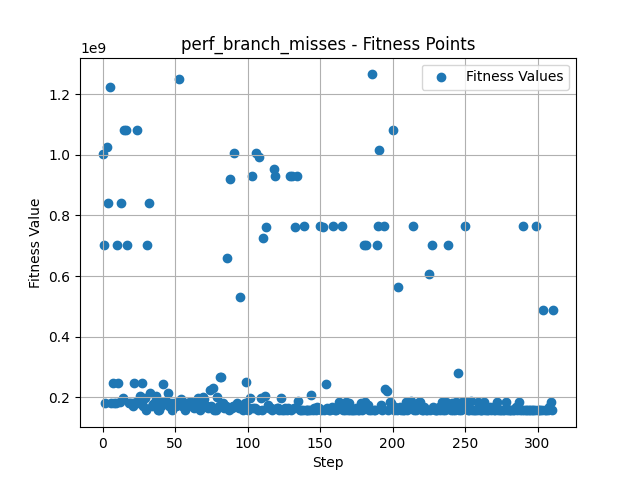 perf_branch_misses - Fitness Points
1e9
Fitness Values
1.2
1.0
0.8
0.6
0.4
0.2
Fitness Value
0 50 100 150 200 250 300
Step